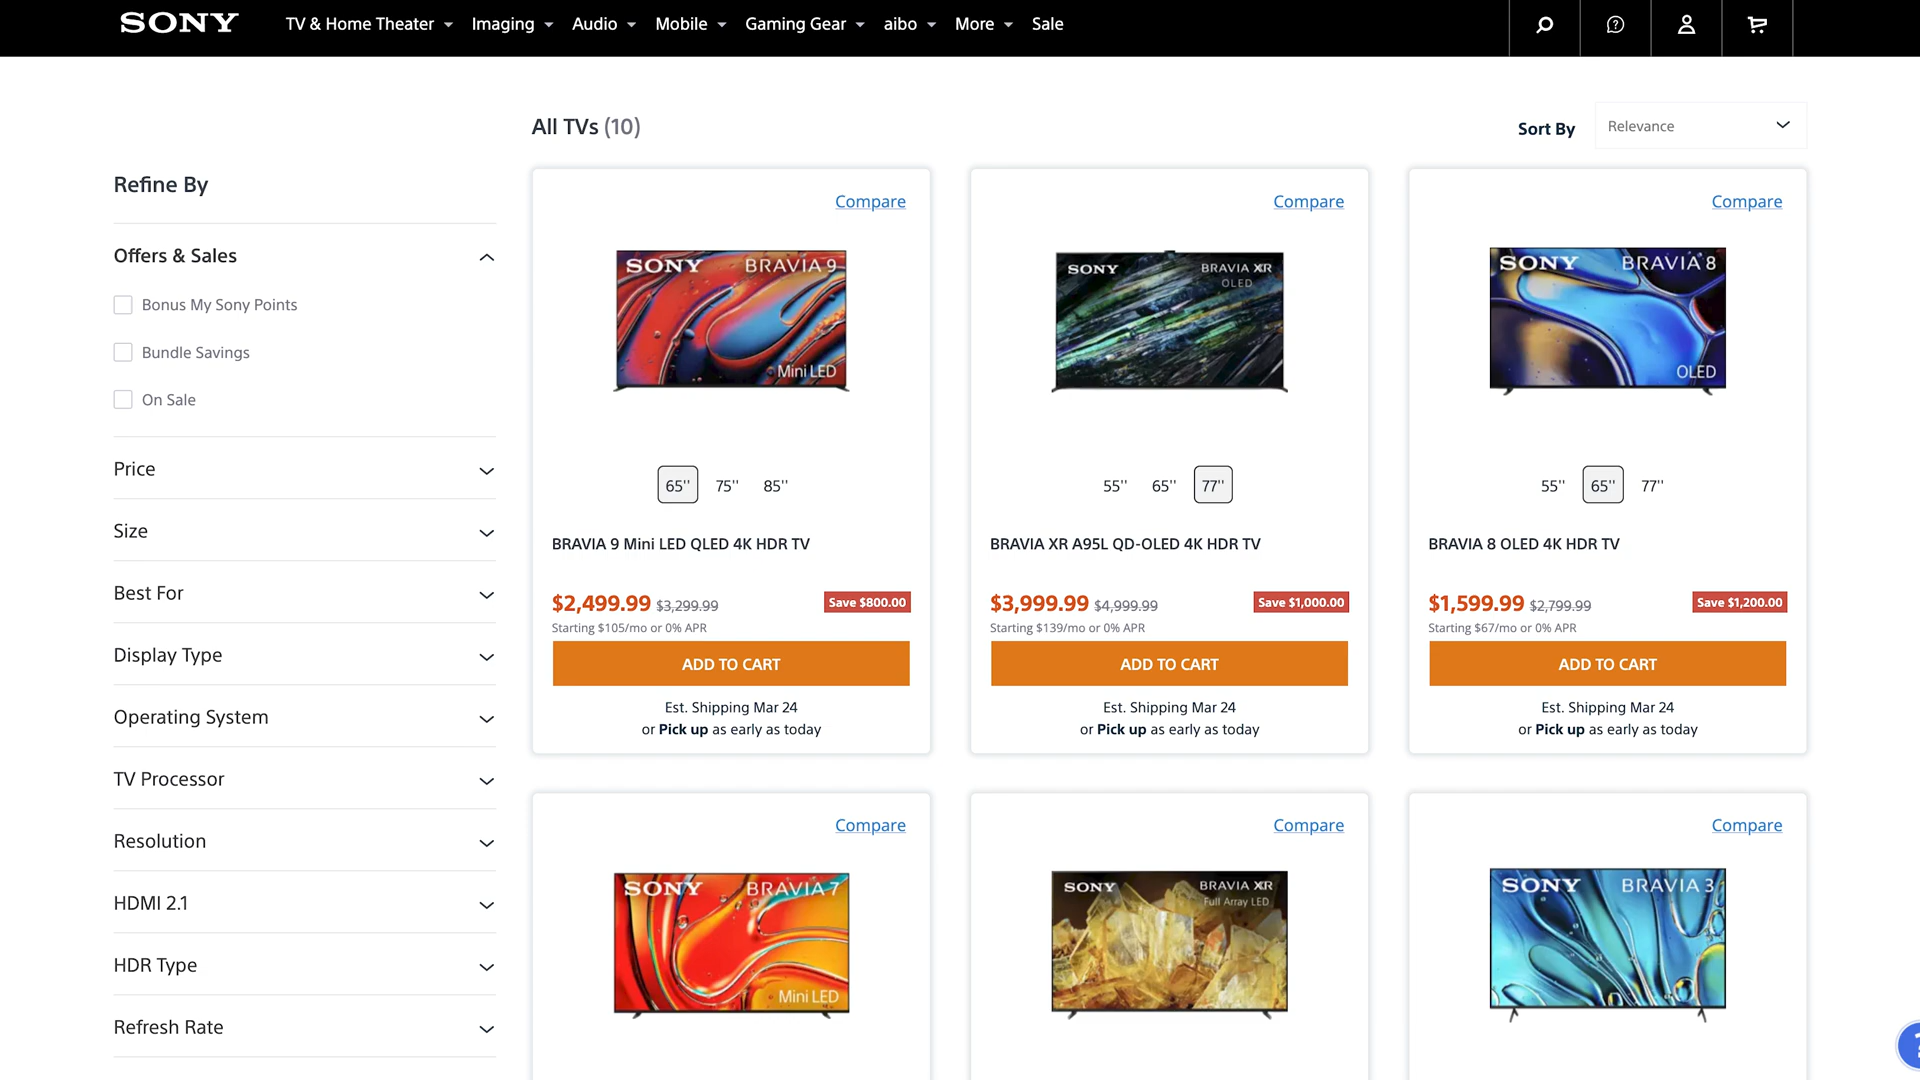 SONY
TV & Home Theater
Imaging
Audio
Mobile
Gaming Gear
aibo
More
Sale
All TVs (10)
Sort By
Relevance
Refine By
Offers & Sales
Bonus My Sony Points
Bundle Savings
On Sale
Price
Size
Best For
Display Type
Operating System
TV Processor
Resolution
HDMI 2.1
HDR Type
Refresh Rate
Compare
SONY BRAVIA 9
Mini LED
65'' 75'' 85''
BRAVIA 9 Mini LED QLED 4K HDR TV
$2,499.99 $3,299.99 Save $800.00
Starting $105/mo or 0% APR
ADD TO CART
Est. Shipping Mar 24
or Pick up as early as today
Compare
SONY BRAVIA XR
OLED
55'' 65'' 77''
BRAVIA XR A95L QD-OLED 4K HDR TV
$3,999.99 $4,999.99 Save $1,000.00
Starting $139/mo or 0% APR
ADD TO CART
Est. Shipping Mar 24
or Pick up as early as today
Compare
SONY BRAVIA 8
OLED
55'' 65'' 77''
BRAVIA 8 OLED 4K HDR TV
$1,599.99 $2,799.99 Save $1,200.00
Starting $67/mo or 0% APR
ADD TO CART
Est. Shipping Mar 24
or Pick up as early as today
Compare
SONY BRAVIA 7
Mini LED
Compare
SONY BRAVIA XR
Full Array LED
Compare
SONY BRAVIA 3